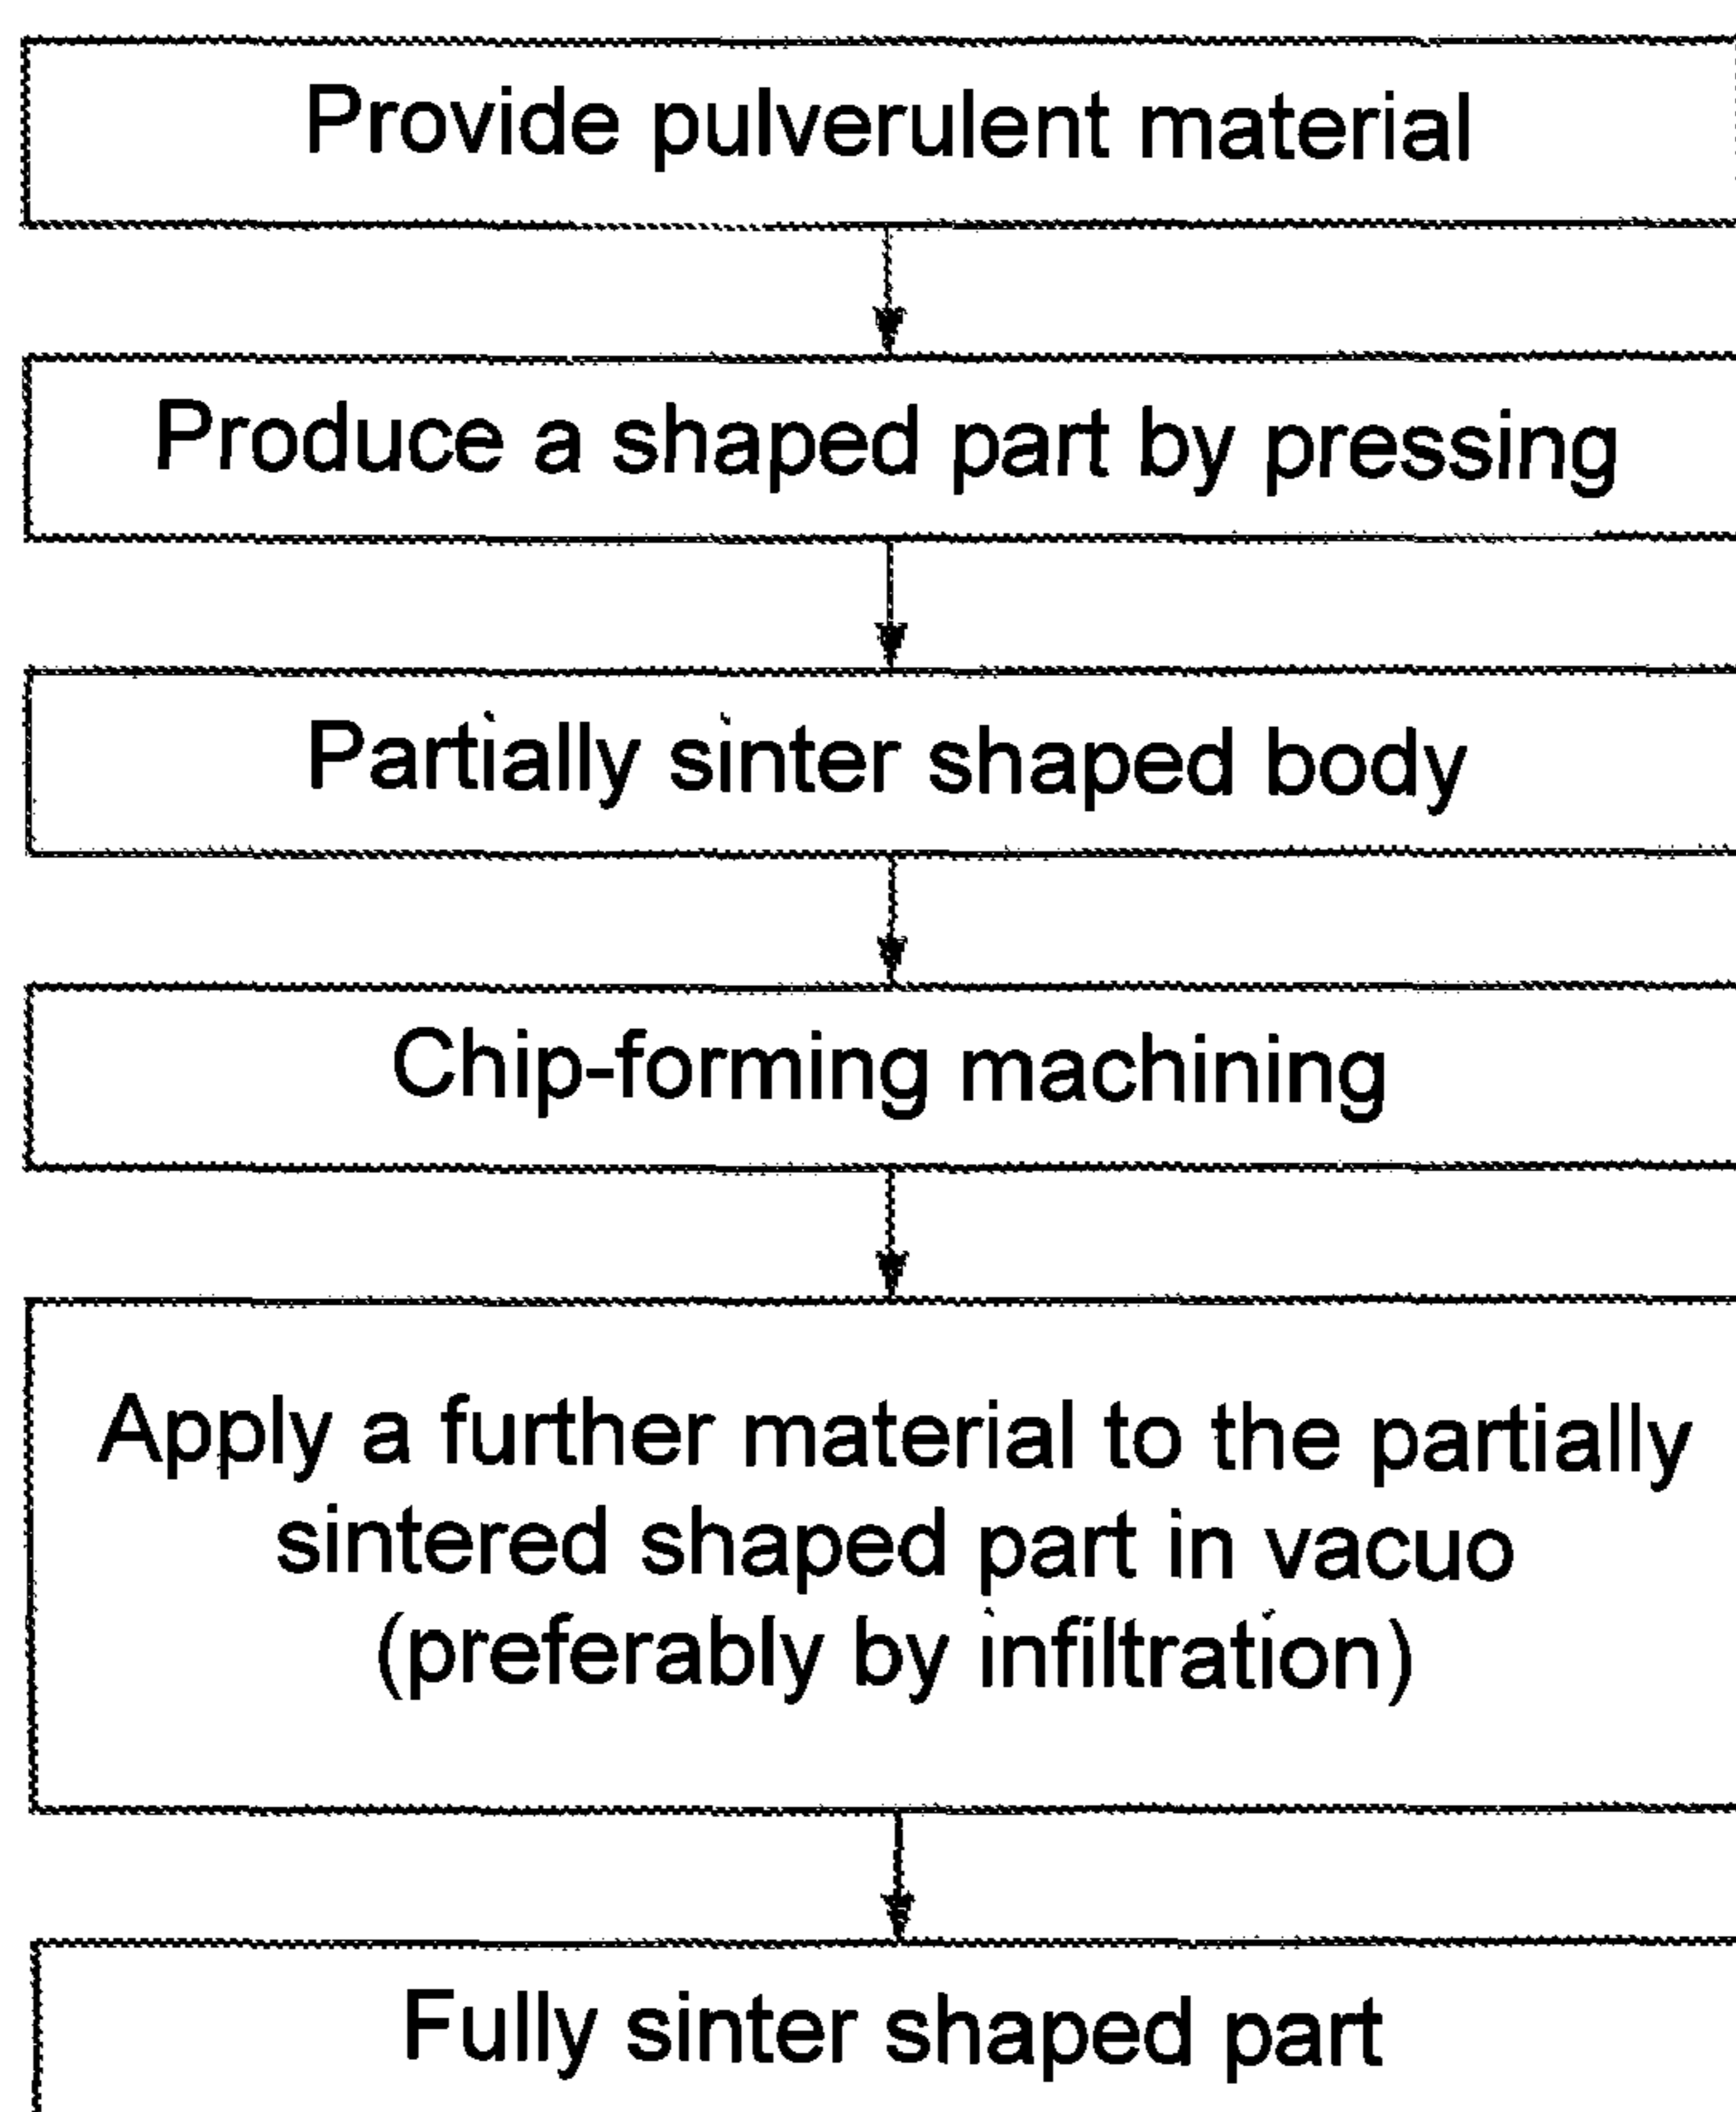 Provide pulverulent material
Produce a shaped part by pressing
Partially sinter shaped body
Chip-forming machining
Apply a further material to the partially
sintered shaped part in vacuo
(preferably by infiltration)
Fully sinter shaped part